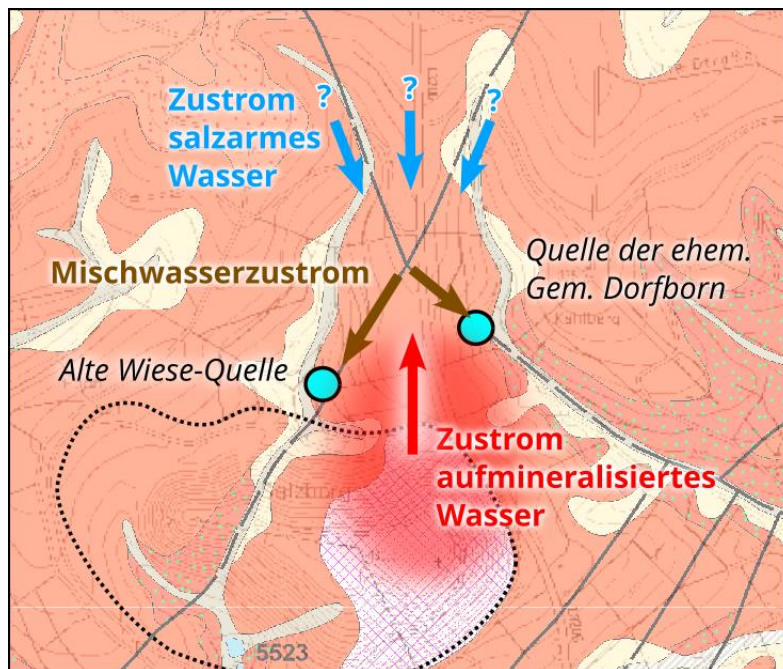 Zustrom
salzarmes
Wasser
?
?
?
Mischwasserzustrom
Quelle der ehem.
Gem. Dorfborn
Alte Wiese-Quelle
Zustrom
aufmineralisiertes
Wasser
5523